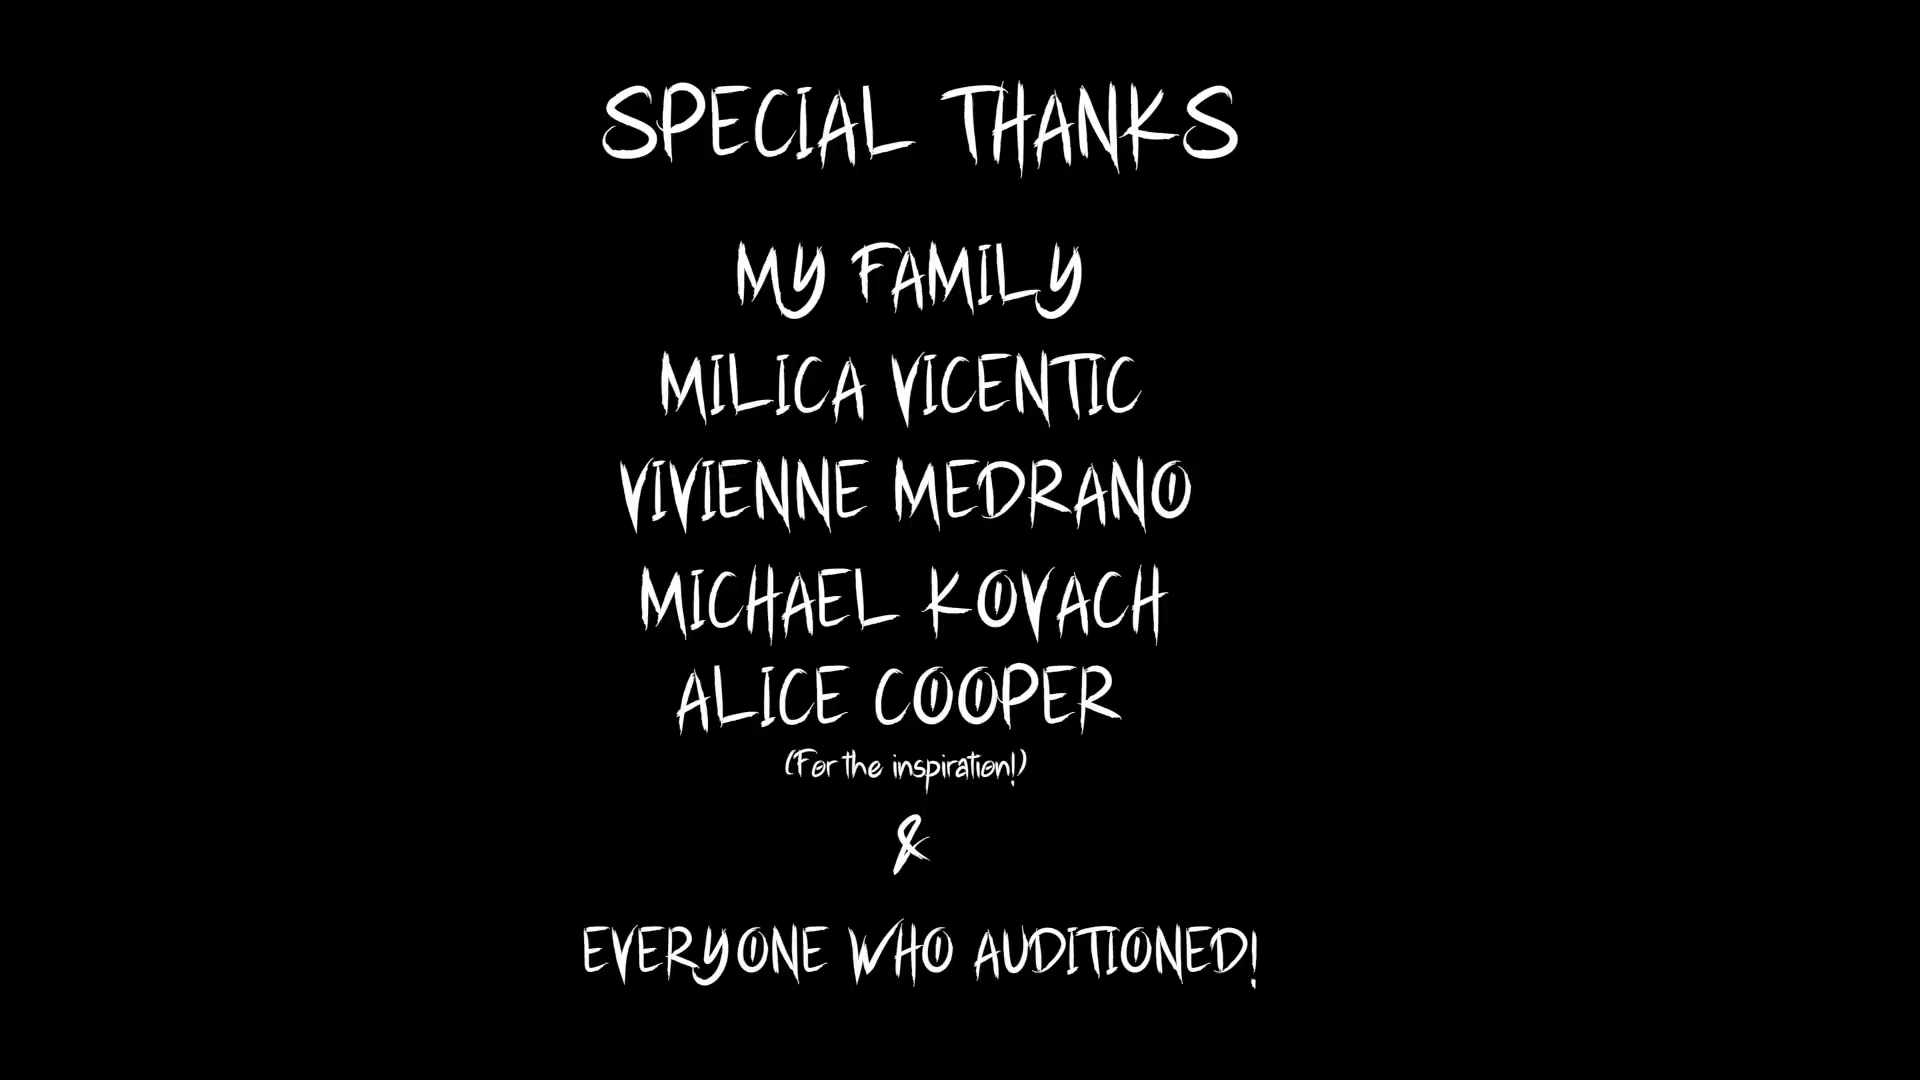 SPECIAL THANKS
MY FAMILY
MILICA VICENTIC
VIVIENNE MEDRANO
MICHAEL KOVACH
ALICE COOPER
(For the inspiration!)
&
EVERYONE WHO AUDITIONED!